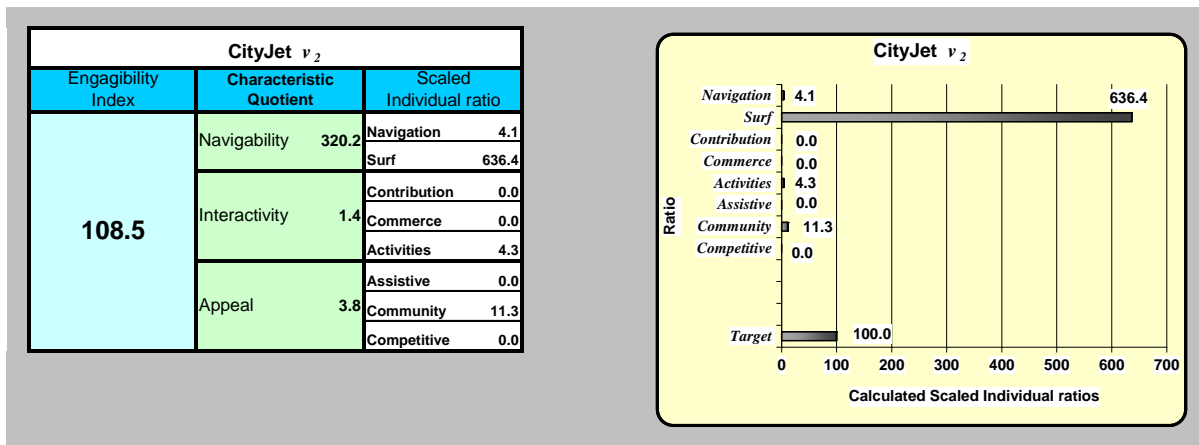 CityJet v 2
Engagibility Index
Characteristic Quotient
Scaled Individual ratio
108.5
Navigability 320.2
Navigation 4.1
Surf 636.4
Interactivity 1.4
Contribution 0.0
Commerce 0.0
Activities 4.3
Appeal 3.8
Assistive 0.0
Community 11.3
Competitive 0.0
CityJet v 2
Ratio
Navigation 4.1
Surf 636.4
Contribution 0.0
Commerce 0.0
Activities 4.3
Assistive 0.0
Community 11.3
Competitive 0.0
Target 100.0
0 100 200 300 400 500 600 700
Calculated Scaled Individual ratios